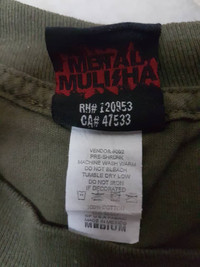 METAL
MULISHA
RN# 120953
CA# 47533
PRE-SHRUNK
MACHINE WASH WARM
DO NOT BLEACH
TUMBLE DRY LOW
DO NOT IRON
IF DECORATED
MEDIUM